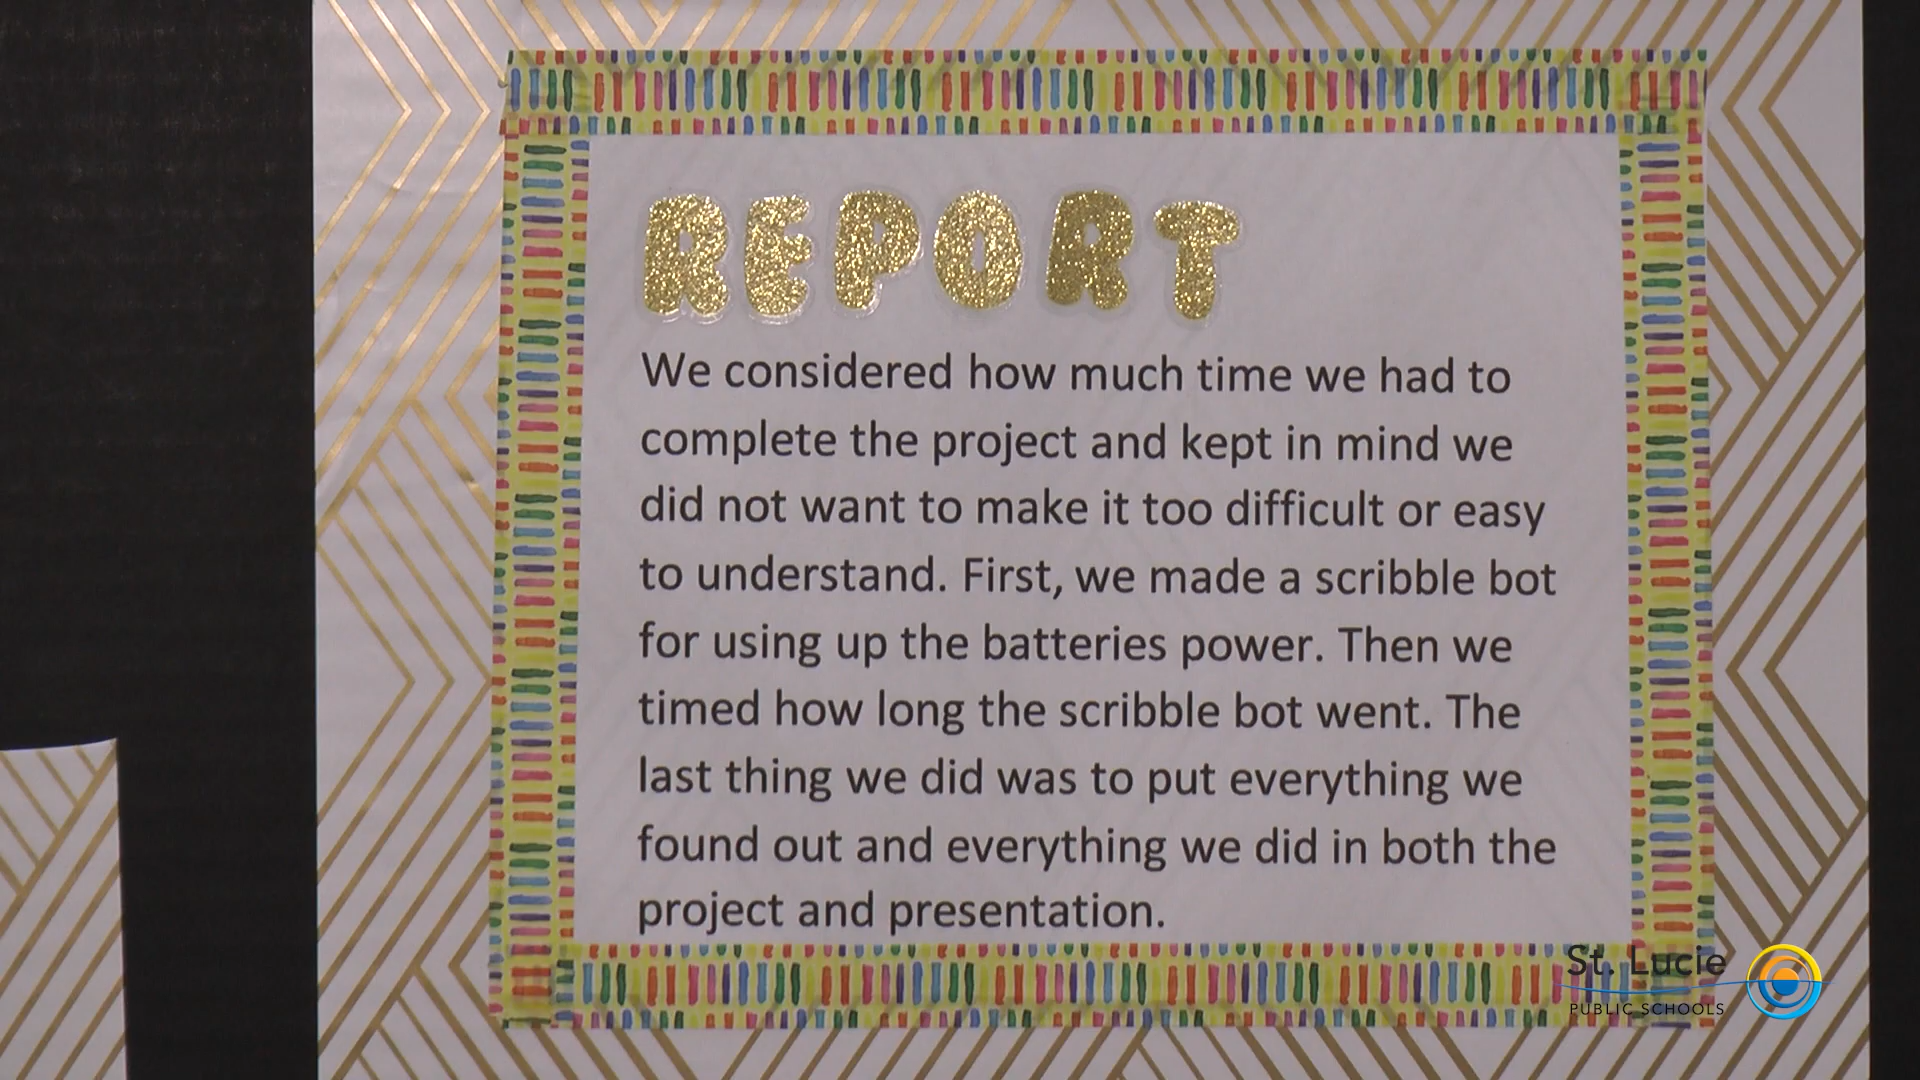 REPORT
We considered how much time we had to
complete the project and kept in mind we
did not want to make it too difficult or easy
to understand. First, we made a scribble bot
for using up the batteries power. Then we
timed how long the scribble bot went. The
last thing we did was to put everything we
found out and everything we did in both the
project and presentation.
St. Lucie
PUBLIC SCHOOLS